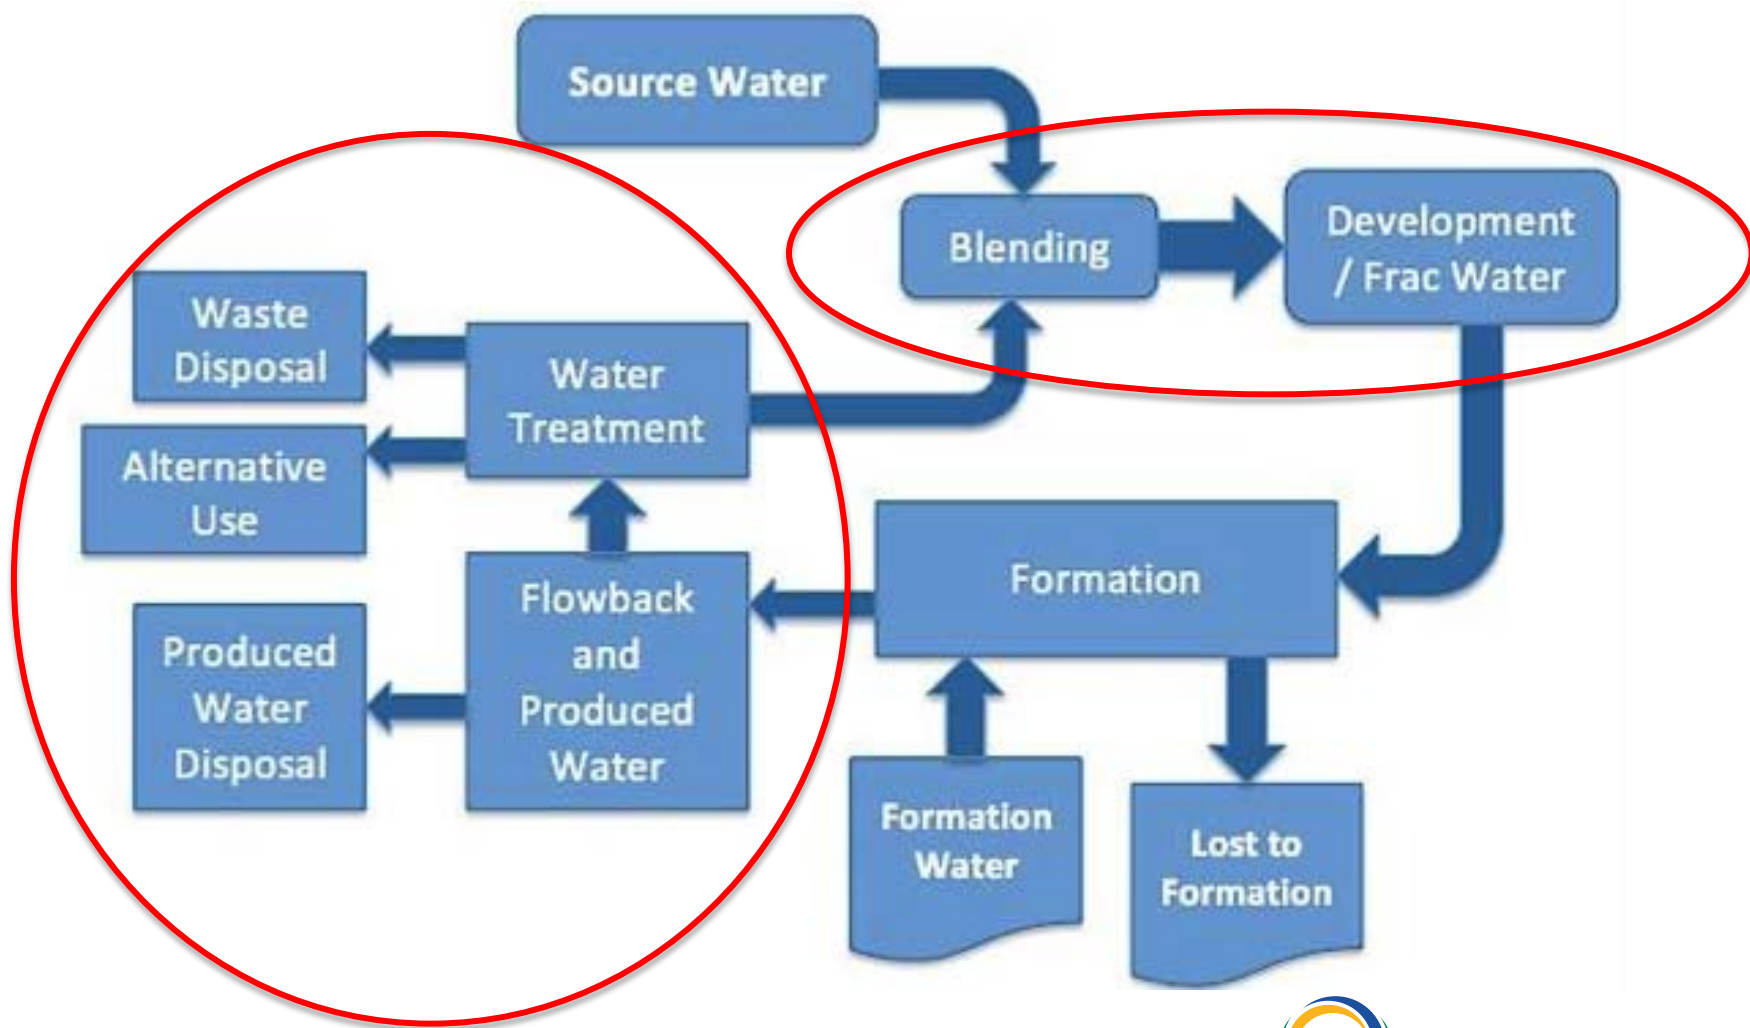 Source Water
Blending
Development
/ Frac Water
Waste
Disposal
Water
Treatment
Alternative
Use
Formation
Flowback
and
Produced
Water
Produced
Water
Disposal
Formation
Water
Lost to
Formation